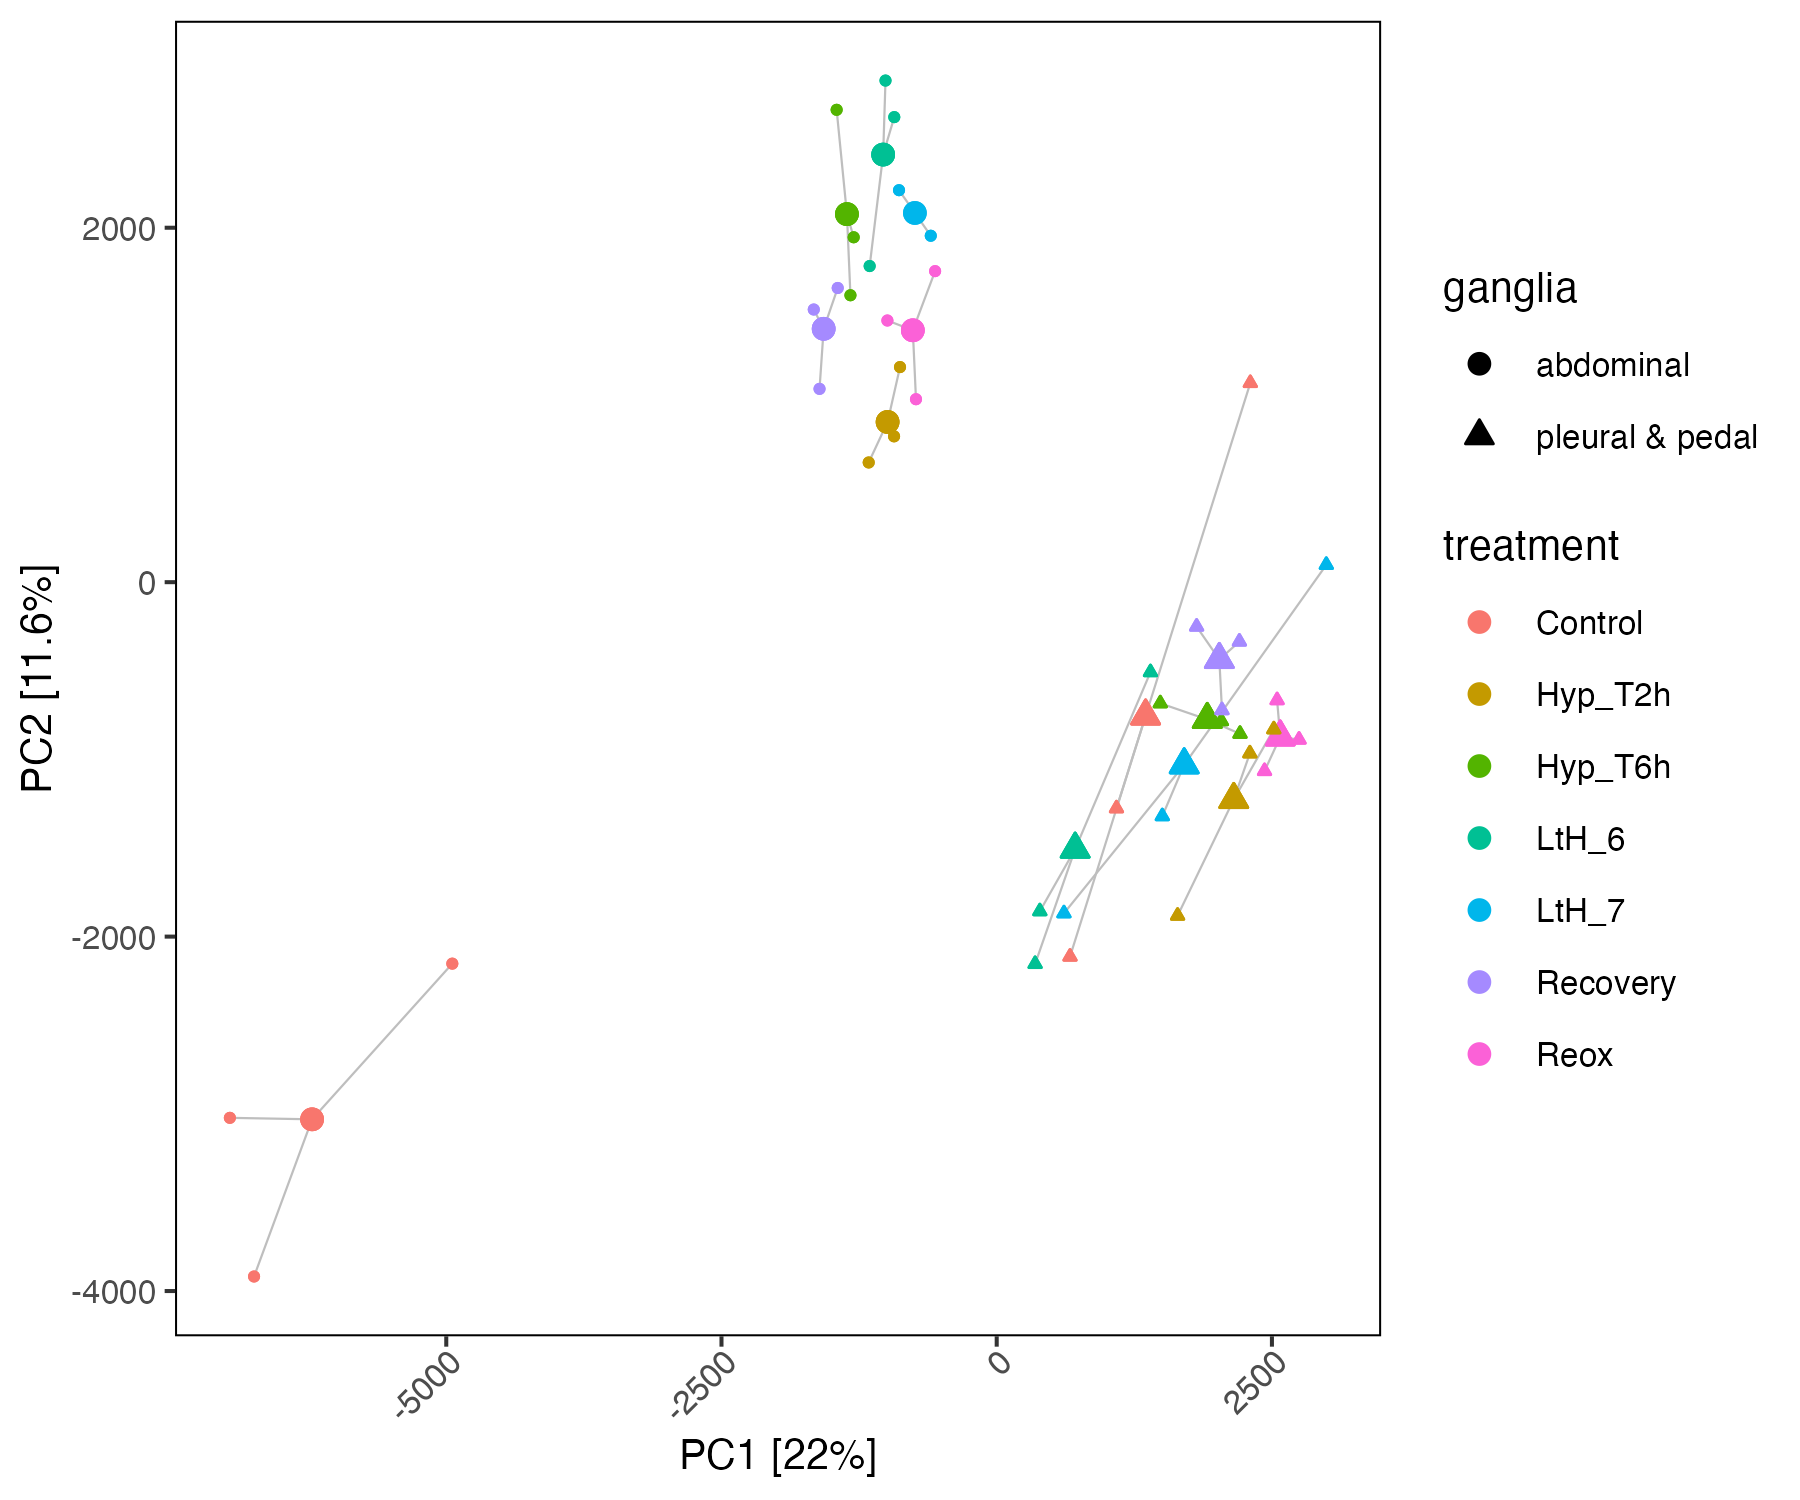 2000
0
-2000
-4000
PC2 [11.6%]
-5000
-2500
0
2500
PC1 [22%]
ganglia
abdominal
pleural & pedal
treatment
Control
Hyp_T2h
Hyp_T6h
LtH_6
LtH_7
Recovery
Reox